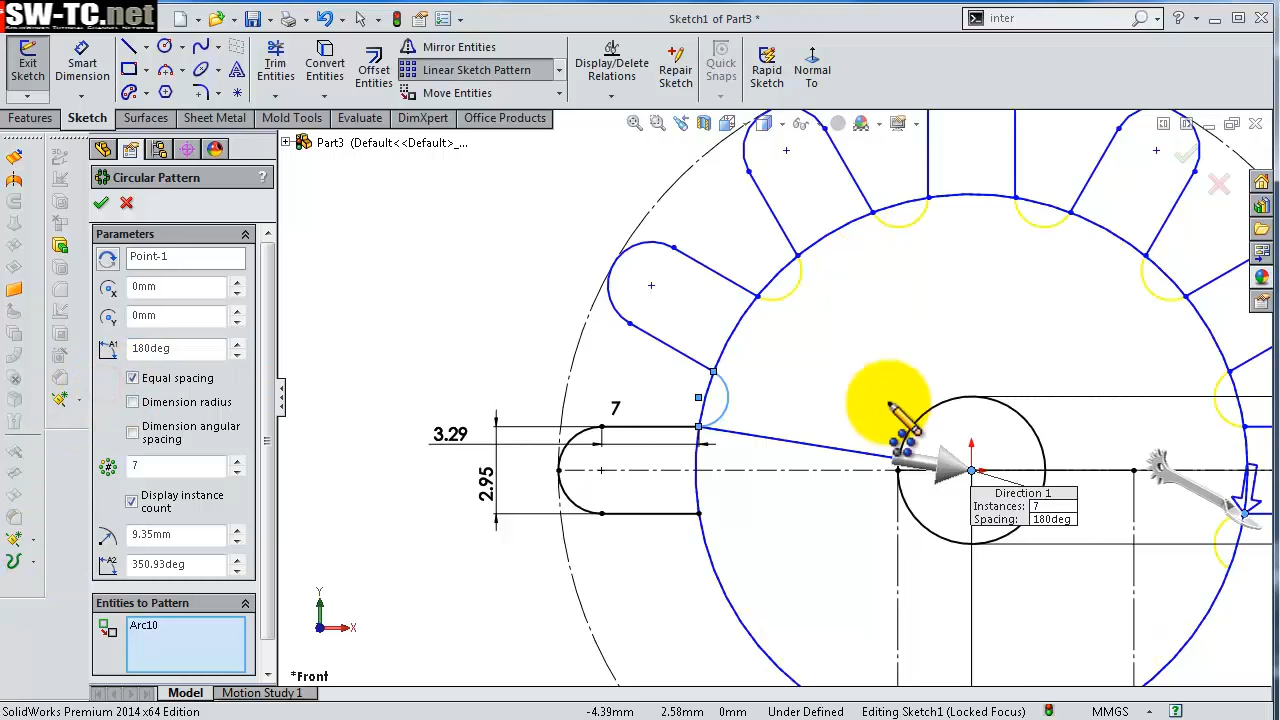 SW-TC.net
Sketch1 of Part3 *
inter
Exit
Sketch
Smart
Dimension
Trim
Entities
Convert
Entities
Offset
Entities
Mirror Entities
Linear Sketch Pattern
Move Entities
Display/Delete
Relations
Repair
Sketch
Quick
Snaps
Rapid
Sketch
Normal
To
Features
Sketch
Surfaces
Sheet Metal
Mold Tools
Evaluate
DimXpert
Office Products
Part3 (Default<<Default>_...
Circular Pattern
?
Parameters
Point-1
0mm
0mm
180deg
Equal spacing
Dimension radius
Dimension angular
spacing
7
Display instance
count
9.35mm
350.93deg
Entities to Pattern
Arc10
7
3.29
2.95
Direction 1
Instances: 7
Spacing: 180deg
Y
X
*Front
Model
Motion Study 1
SolidWorks Premium 2014 x64 Edition
-4.39mm
2.58mm
0mm
Under Defined
Editing Sketch1 (Locked Focus)
MMGS